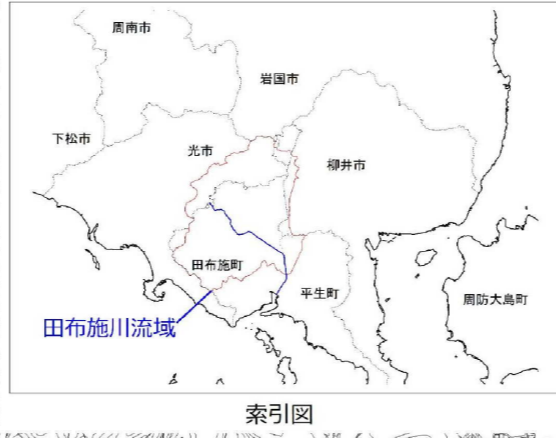 周南市
岩国市
下松市
光市
柳井市
田布施町
平生町
周防大島町
田布施川流域
索引図